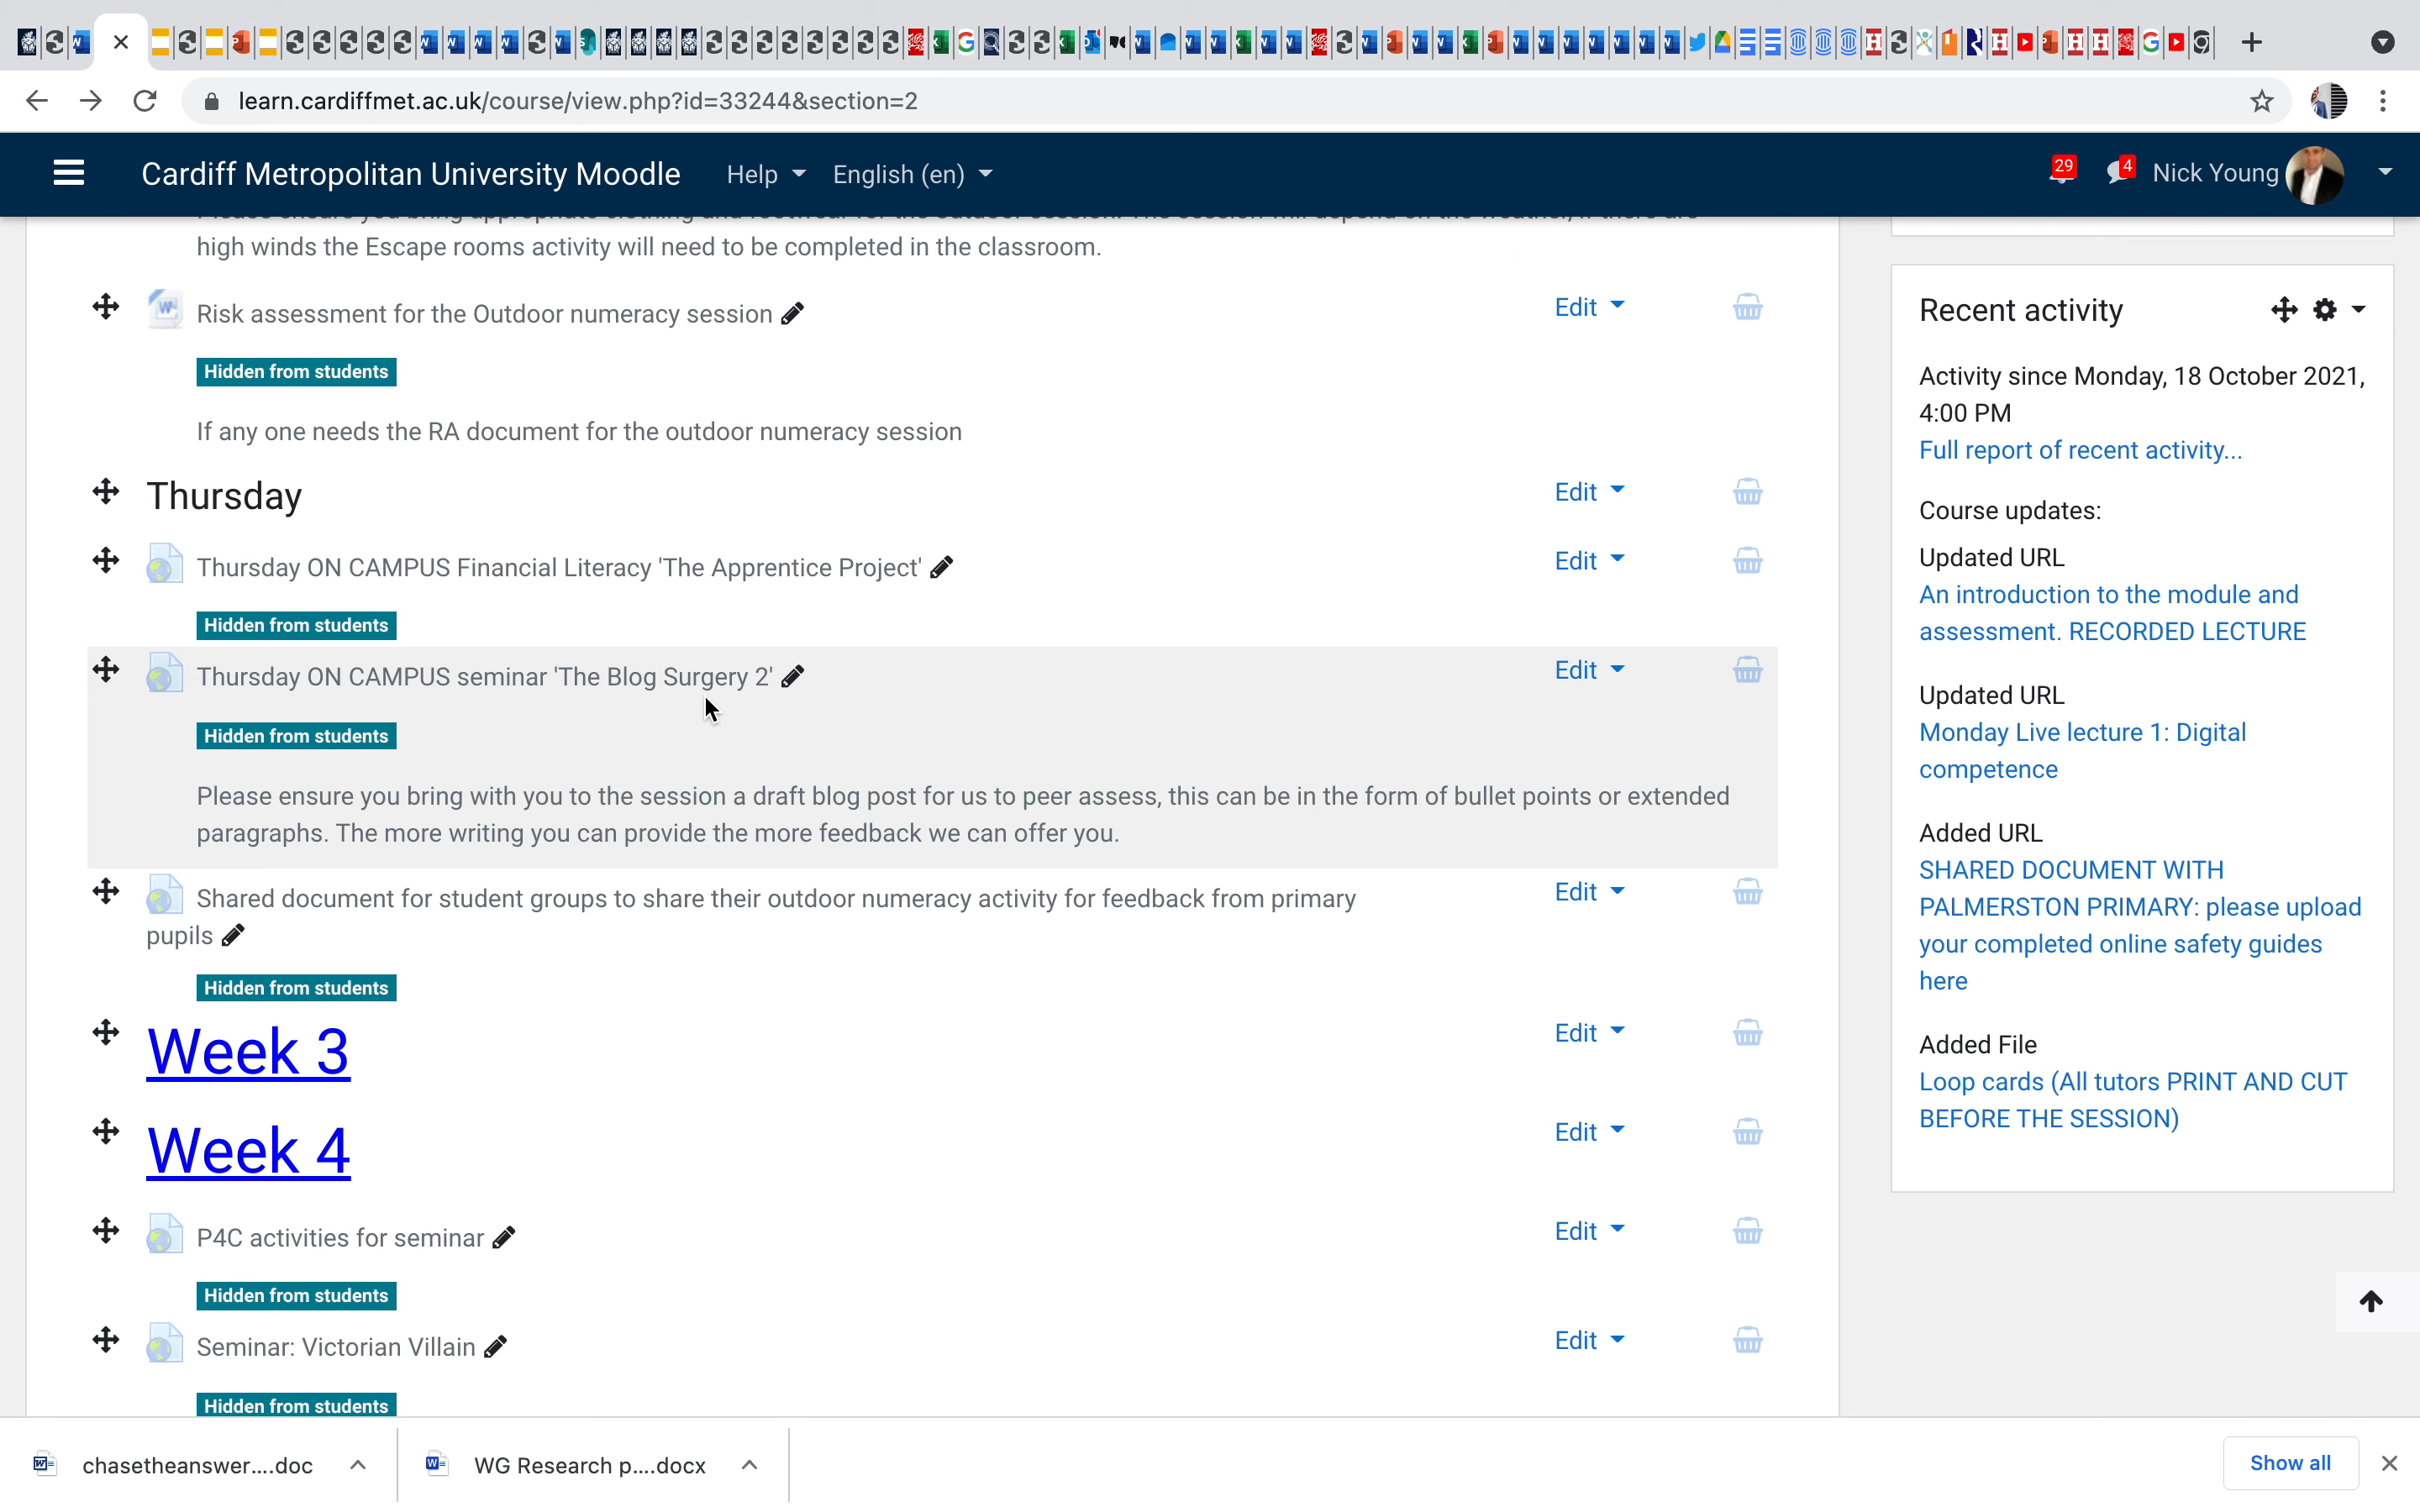 learn.cardiffmet.ac.uk/course/view.php?id=33244&section=2
Cardiff Metropolitan University Moodle
Help
English (en)
29
4
Nick Young
high winds the Escape rooms activity will need to be completed in the classroom.
Risk assessment for the Outdoor numeracy session
Edit
Hidden from students
If any one needs the RA document for the outdoor numeracy session
Thursday
Edit
Thursday ON CAMPUS Financial Literacy 'The Apprentice Project'
Edit
Hidden from students
Thursday ON CAMPUS seminar 'The Blog Surgery 2'
Edit
Hidden from students
Please ensure you bring with you to the session a draft blog post for us to peer assess, this can be in the form of bullet points or extended
paragraphs. The more writing you can provide the more feedback we can offer you.
Shared document for student groups to share their outdoor numeracy activity for feedback from primary
pupils
Edit
Hidden from students
Week 3
Edit
Week 4
Edit
P4C activities for seminar
Edit
Hidden from students
Seminar: Victorian Villain
Edit
Hidden from students
Recent activity
Activity since Monday, 18 October 2021,
4:00 PM
Full report of recent activity...
Course updates:
Updated URL
An introduction to the module and
assessment. RECORDED LECTURE
Updated URL
Monday Live lecture 1: Digital
competence
Added URL
SHARED DOCUMENT WITH
PALMERSTON PRIMARY: please upload
your completed online safety guides
here
Added File
Loop cards (All tutors PRINT AND CUT
BEFORE THE SESSION)
chasetheanswer....doc
WG Research p....docx
Show all